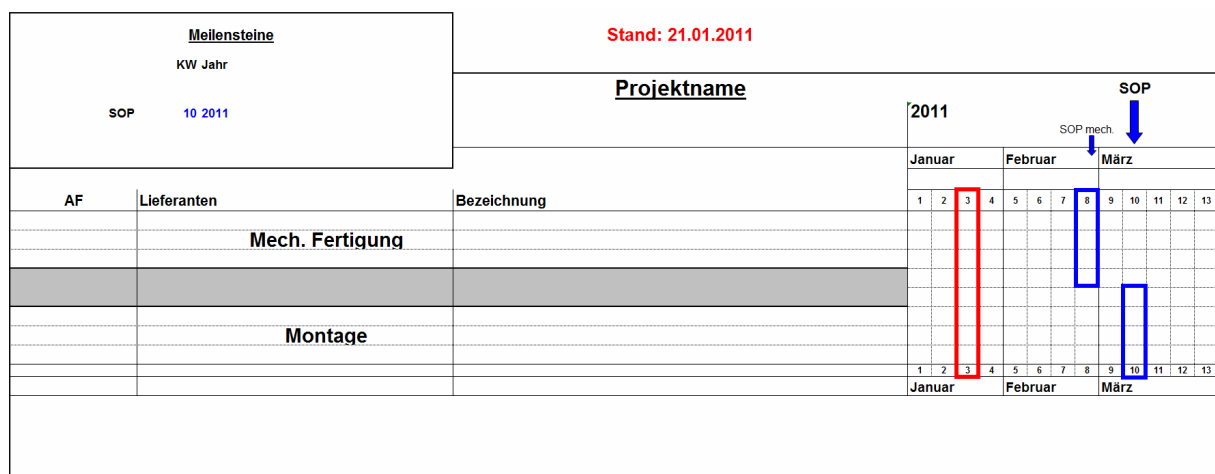 Meilensteine
Stand: 21.01.2011
KW Jahr
Projektname
SOP
SOP 10 2011
2011
SOP mech.
Januar Februar März
AF Lieferanten Bezeichnung 1 2 3 4 5 6 7 8 9 10 11 12 13
Mech. Fertigung
Montage
1 2 3 4 5 6 7 8 9 10 11 12 13
Januar Februar März